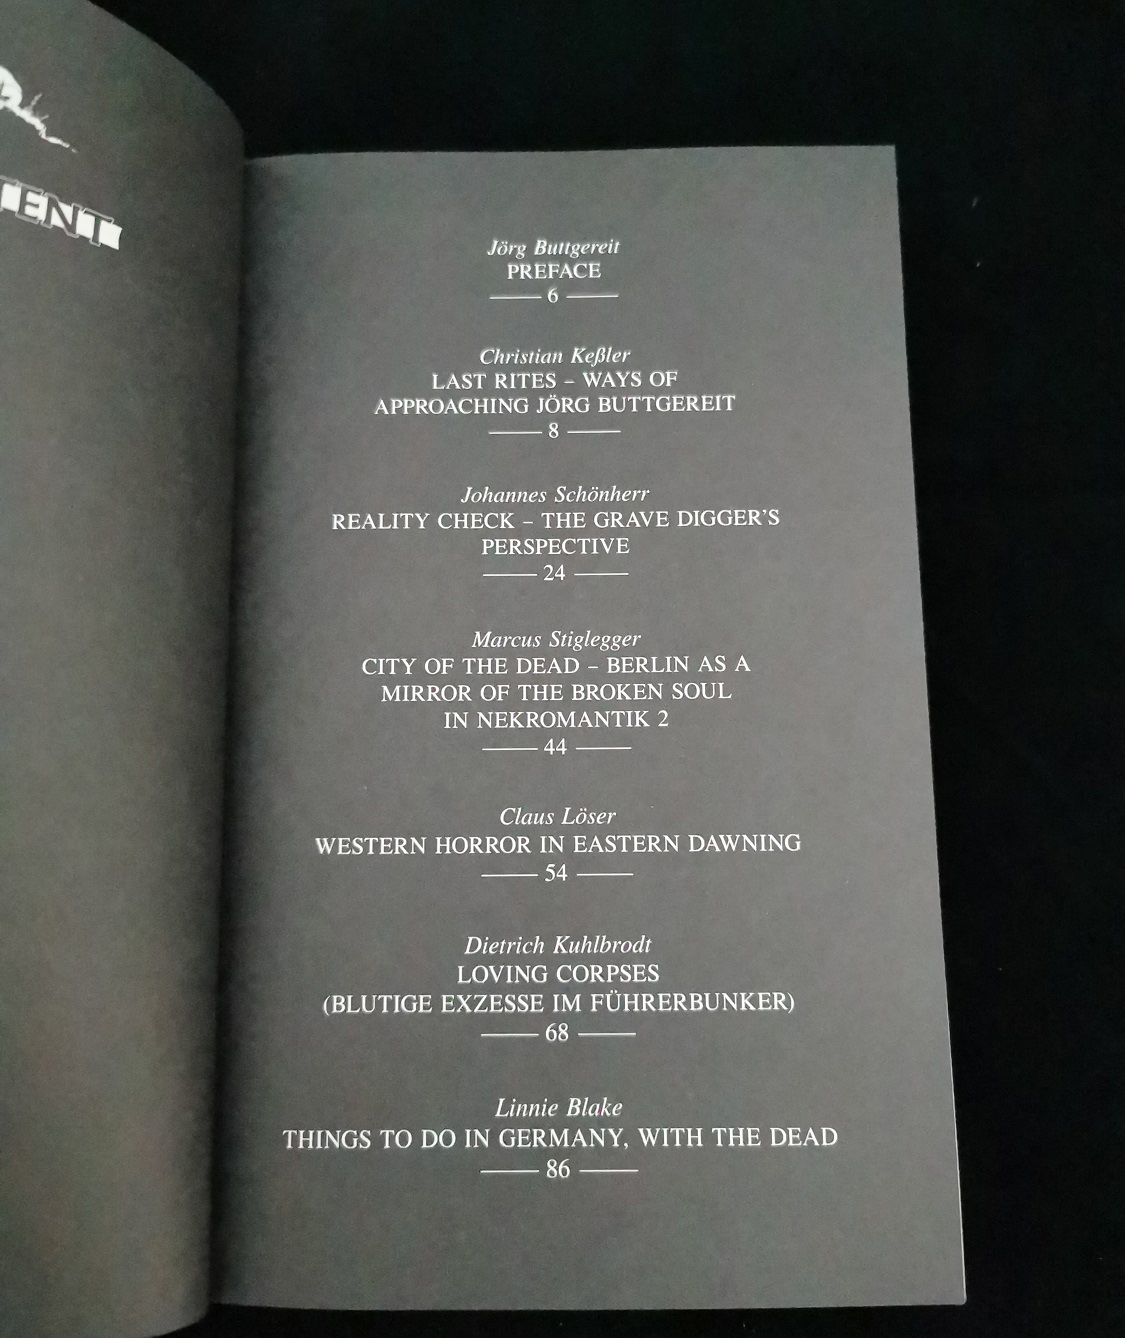 TENT
Jörg Buttgereit
PREFACE
6
Christian Keßler
LAST RITES – WAYS OF
APPROACHING JÖRG BUTTGEREIT
8
Johannes Schönherr
REALITY CHECK – THE GRAVE DIGGER'S
PERSPECTIVE
24
Marcus Stiglegger
CITY OF THE DEAD – BERLIN AS A
MIRROR OF THE BROKEN SOUL
IN NEKROMANTIK 2
44
Claus Löser
WESTERN HORROR IN EASTERN DAWNING
54
Dietrich Kuhlbrodt
LOVING CORPSES
(BLUTIGE EXZESSE IM FÜHRERBUNKER)
68
Linnie Blake
THINGS TO DO IN GERMANY, WITH THE DEAD
86